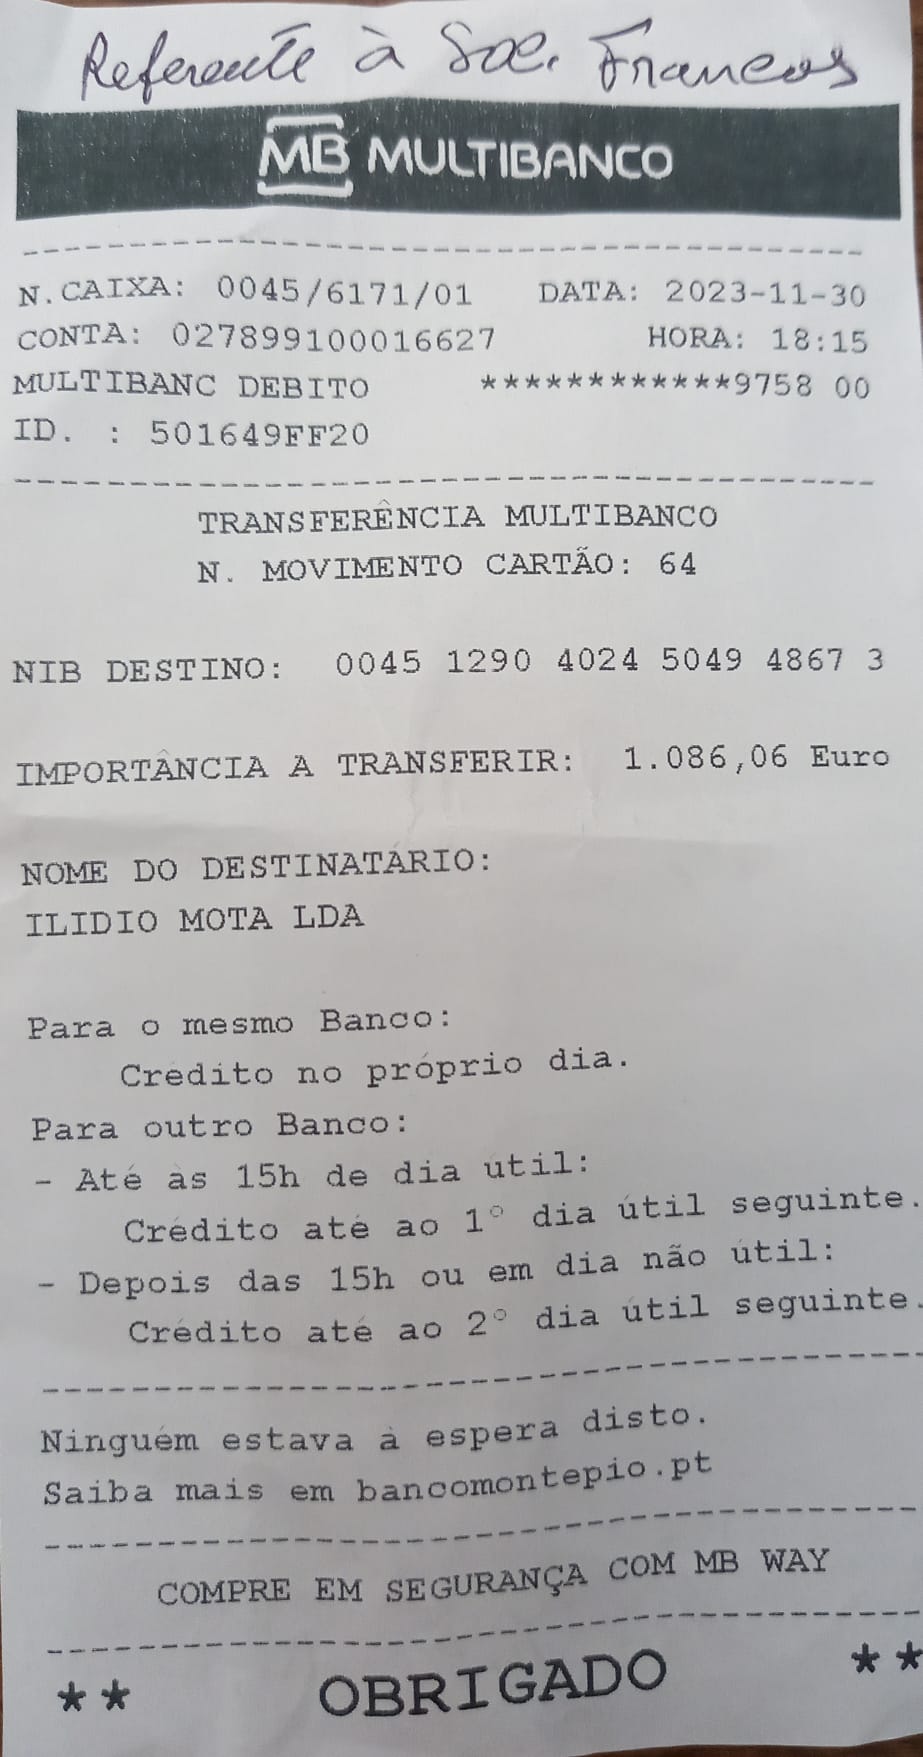 Referente à Soc. Francos
MB MULTIBANCO
N.CAIXA: 0045/6171/01 DATA: 2023-11-30
CONTA: 027899100016627 HORA: 18:15
MULTIBANC DEBITO ************9758 00
ID. : 501649FF20
TRANSFERÊNCIA MULTIBANCO
N. MOVIMENTO CARTÃO: 64
NIB DESTINO: 0045 1290 4024 5049 4867 3
IMPORTÂNCIA A TRANSFERIR: 1.086,06 Euro
NOME DO DESTINATÁRIO:
ILIDIO MOTA LDA
Para o mesmo Banco:
Crédito no próprio dia.
Para outro Banco:
- Até às 15h de dia útil:
Crédito até ao 1º dia útil seguinte.
- Depois das 15h ou em dia não útil:
Crédito até ao 2º dia útil seguinte.
Ninguém estava à espera disto.
Saiba mais em bancomontepio.pt
COMPRE EM SEGURANÇA COM MB WAY
** OBRIGADO **